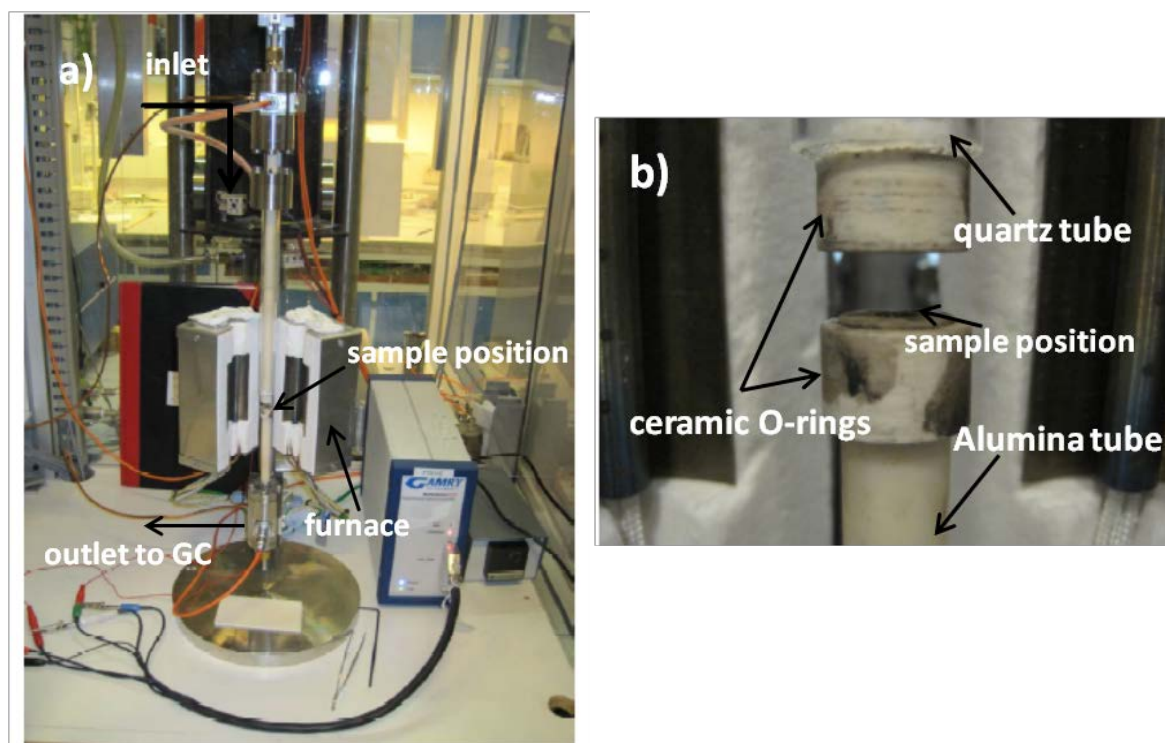 a)
inlet
sample position
furnace
outlet to GC
GAMRY
b)
quartz tube
sample position
ceramic O-rings
Alumina tube